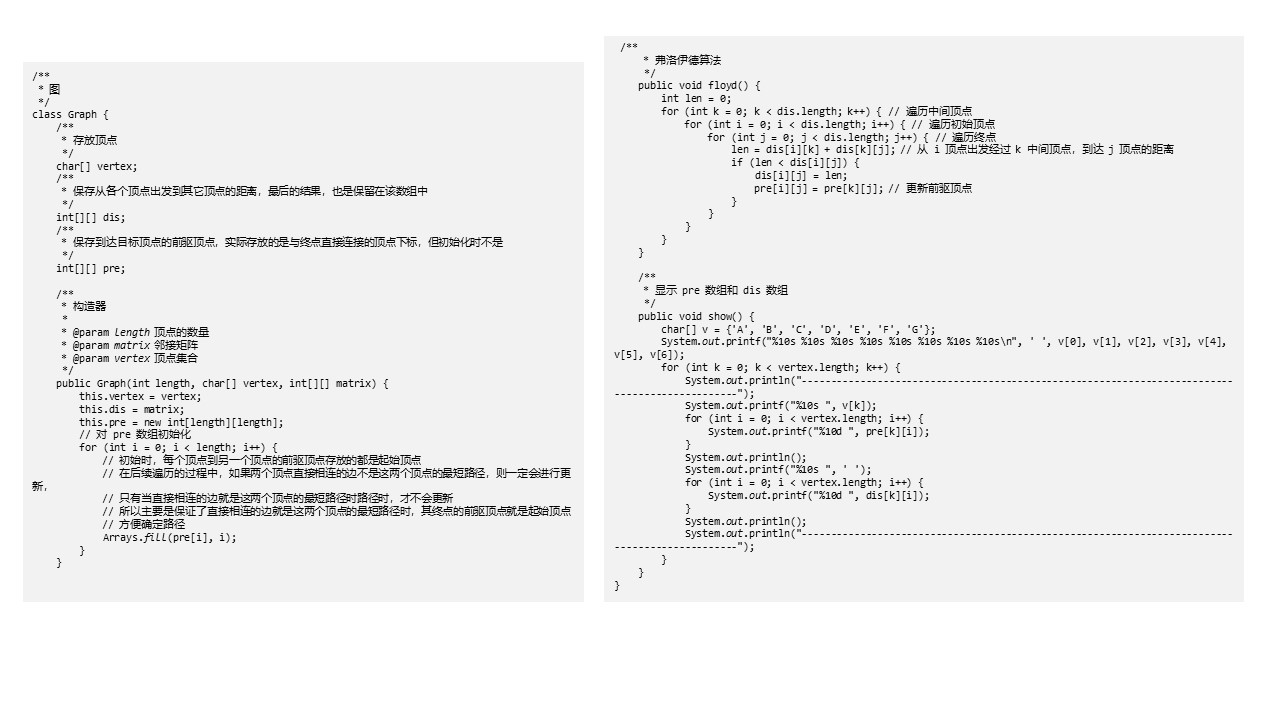 /**
 * 图
 */
class Graph {
    /**
     * 存放顶点
     */
    char[] vertex;
    /**
     * 保存从各个顶点出发到其它顶点的距离，最后的结果，也是保留在该数组中
     */
    int[][] dis;
    /**
     * 保存到达目标顶点的前驱顶点，实际存放的是与终点直接连接的顶点下标，但初始化时不是
     */
    int[][] pre;

    /**
     * 构造器
     *
     * @param length 顶点的数量
     * @param matrix 邻接矩阵
     * @param vertex 顶点集合
     */
    public Graph(int length, char[] vertex, int[][] matrix) {
        this.vertex = vertex;
        this.dis = matrix;
        this.pre = new int[length][length];
        // 对 pre 数组初始化
        for (int i = 0; i < length; i++) {
            // 初始时，每个顶点到另一个顶点的前驱顶点存放的都是起始顶点
            // 在后续遍历的过程中，如果两个顶点直接相连的边不是这两个顶点的最短路径，则一定会进行更
新，
            // 只有当直接相连的边就是这两个顶点的最短路径时路径时，才不会更新
            // 所以主要是保证了直接相连的边就是这两个顶点的最短路径时，其终点的前驱顶点就是起始顶点
            // 方便确定路径
            Arrays.fill(pre[i], i);
        }
    }
    /**
     * 弗洛伊德算法
     */
    public void floyd() {
        int len = 0;
        for (int k = 0; k < dis.length; k++) { // 遍历中间顶点
            for (int i = 0; i < dis.length; i++) { // 遍历初始顶点
                for (int j = 0; j < dis.length; j++) { // 遍历终点
                    len = dis[i][k] + dis[k][j]; // 从 i 顶点出发经过 k 中间顶点，到达 j 顶点的距离
                    if (len < dis[i][j]) {
                        dis[i][j] = len;
                        pre[i][j] = pre[k][j]; // 更新前驱顶点
                    }
                }
            }
        }
    }

    /**
     * 显示 pre 数组和 dis 数组
     */
    public void show() {
        char[] v = {'A', 'B', 'C', 'D', 'E', 'F', 'G'};
        System.out.printf("%10s %10s %10s %10s %10s %10s %10s %10s\n", ' ', v[0], v[1], v[2], v[3], v[4],
v[5], v[6]);
        for (int k = 0; k < vertex.length; k++) {
            System.out.println("--------------------------------------------------------------------------
---------------------");
            System.out.printf("%10s ", v[k]);
            for (int i = 0; i < vertex.length; i++) {
                System.out.printf("%10d ", pre[k][i]);
            }
            System.out.println();
            System.out.printf("%10s ", ' ');
            for (int i = 0; i < vertex.length; i++) {
                System.out.printf("%10d ", dis[k][i]);
            }
            System.out.println();
            System.out.println("--------------------------------------------------------------------------
---------------------");
        }
    }
}